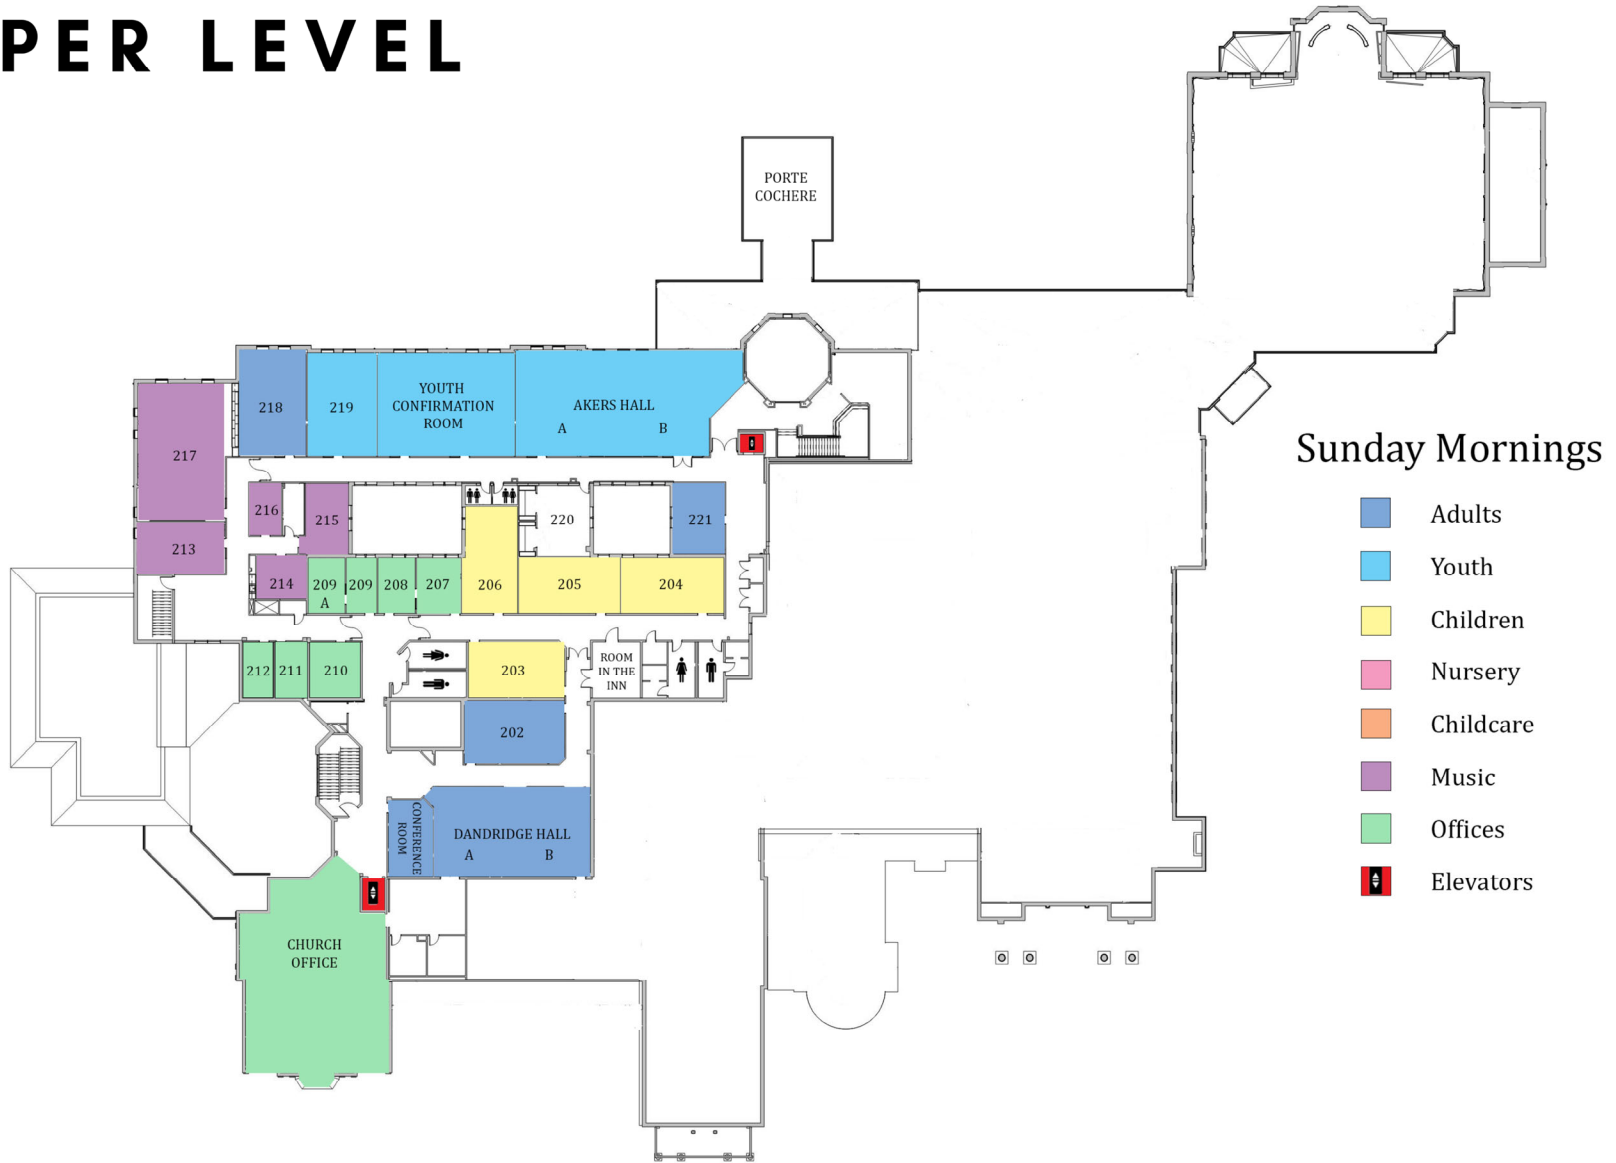 PER LEVEL
PORTE
COCHERE
218
219
YOUTH
CONFIRMATION
ROOM
AKERS HALL
A B
217
216
215
220
221
213
214
209
A
209
208
207
206
205
204
212
211
210
203
ROOM
IN THE
INN
202
CONFERENCE
ROOM
DANDRIDGE HALL
A B
CHURCH
OFFICE
Sunday Mornings
Adults
Youth
Children
Nursery
Childcare
Music
Offices
Elevators